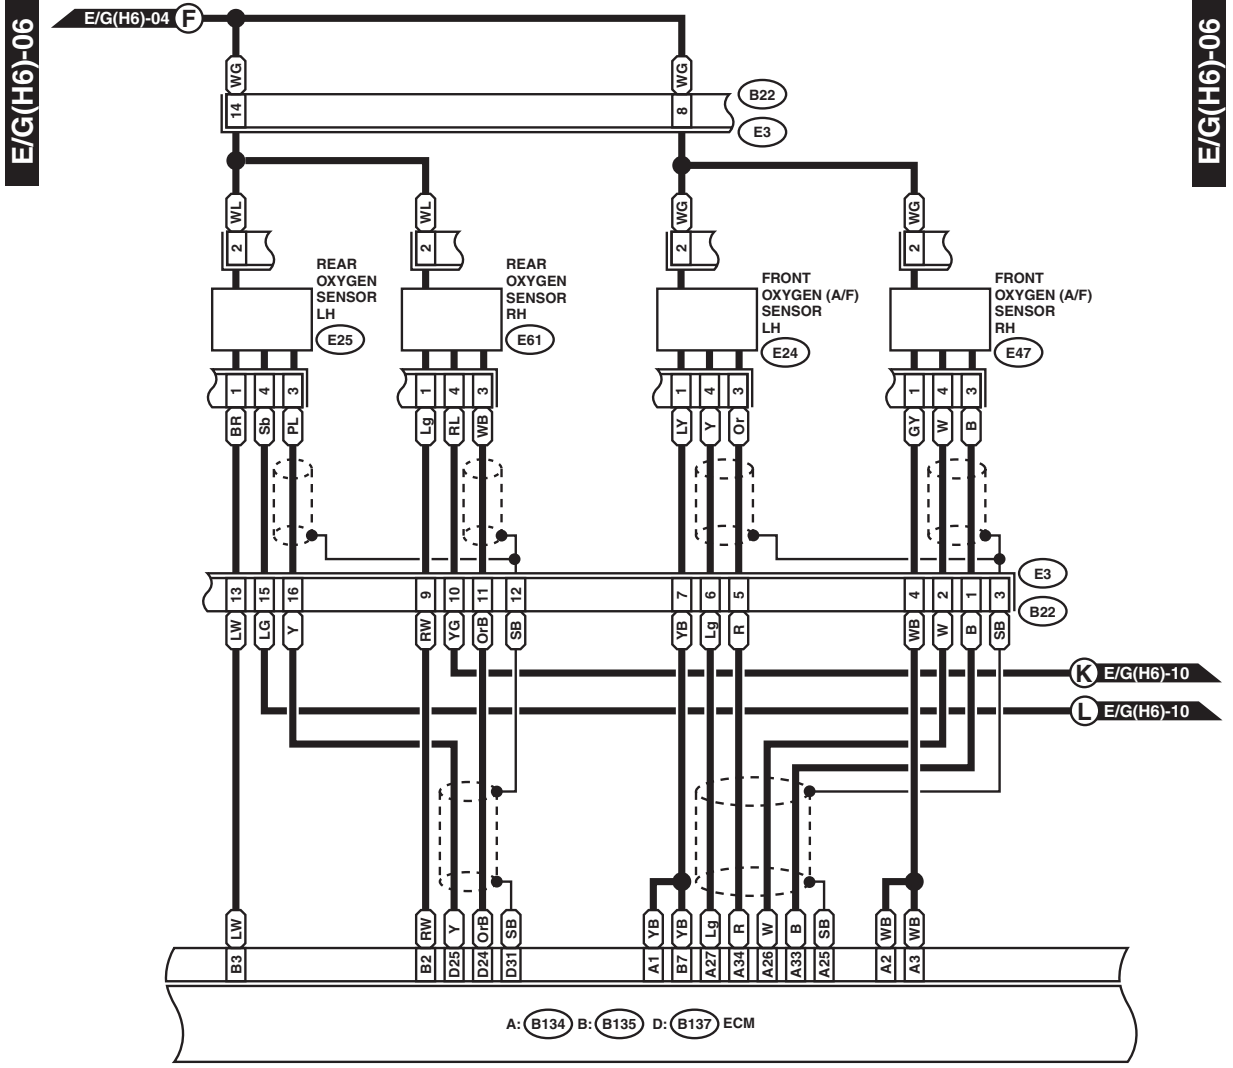 E/G(H6)-06
E/G(H6)-04 F
E/G(H6)-06
WG WG
14 8
B22
E3
WL WL WG WG
2 2 2 2
REAR
OXYGEN
SENSOR
LH
E25
REAR
OXYGEN
SENSOR
RH
E61
FRONT
OXYGEN (A/F)
SENSOR
LH
E24
FRONT
OXYGEN (A/F)
SENSOR
RH
E47
1 4 3 1 4 3 1 4 3 1 4 3
BR Sb PL Lg RL WB LY Y Or GY W B
E3
13 15 16 9 10 11 12 7 6 5 4 2 1 3
B22
LW LG Y RW YG OrB SB YB Lg R WB W B SB
K E/G(H6)-10
L E/G(H6)-10
LW RW Y OrB SB YB YB Lg R W B SB WB WB
B3 B2 D25 D24 D31 A1 B7 A27 A34 A26 A33 A25 A2 A3
A: B134 B: B135 D: B137 ECM